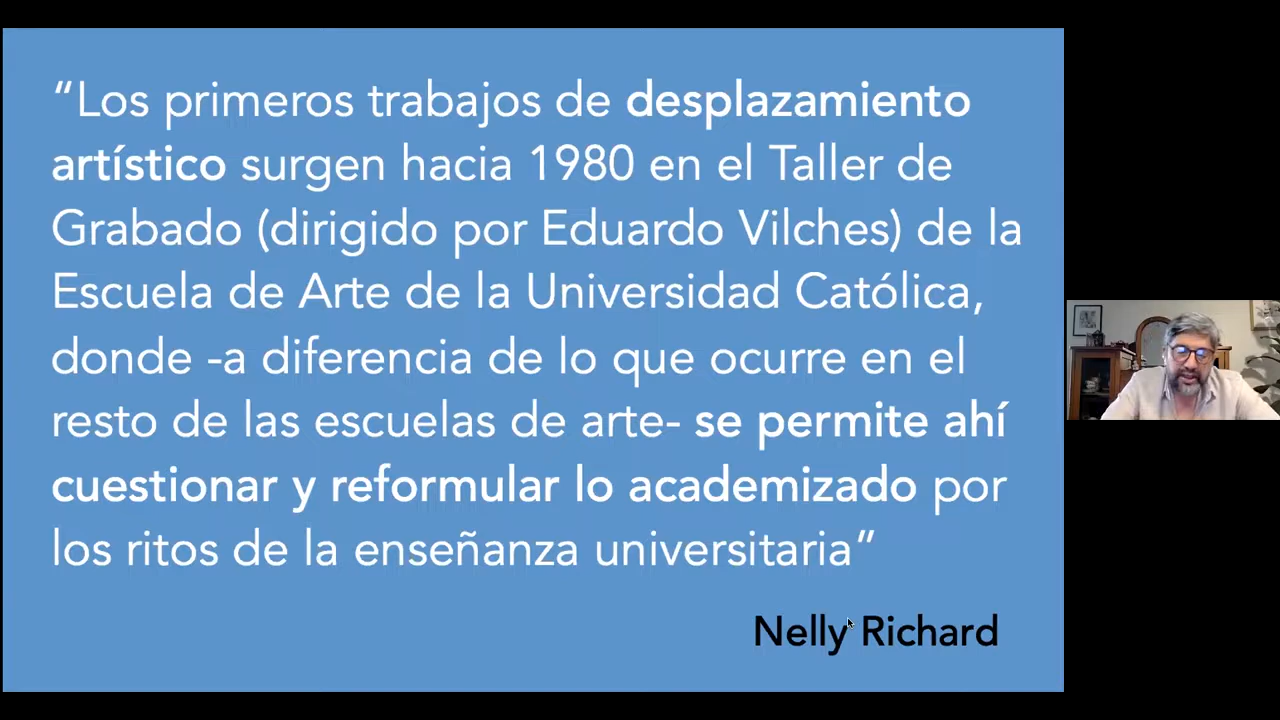 “Los primeros trabajos de desplazamiento
artístico surgen hacia 1980 en el Taller de
Grabado (dirigido por Eduardo Vilches) de la
Escuela de Arte de la Universidad Católica,
donde -a diferencia de lo que ocurre en el
resto de las escuelas de arte- se permite ahí
cuestionar y reformular lo academizado por
los ritos de la enseñanza universitaria”
Nelly Richard